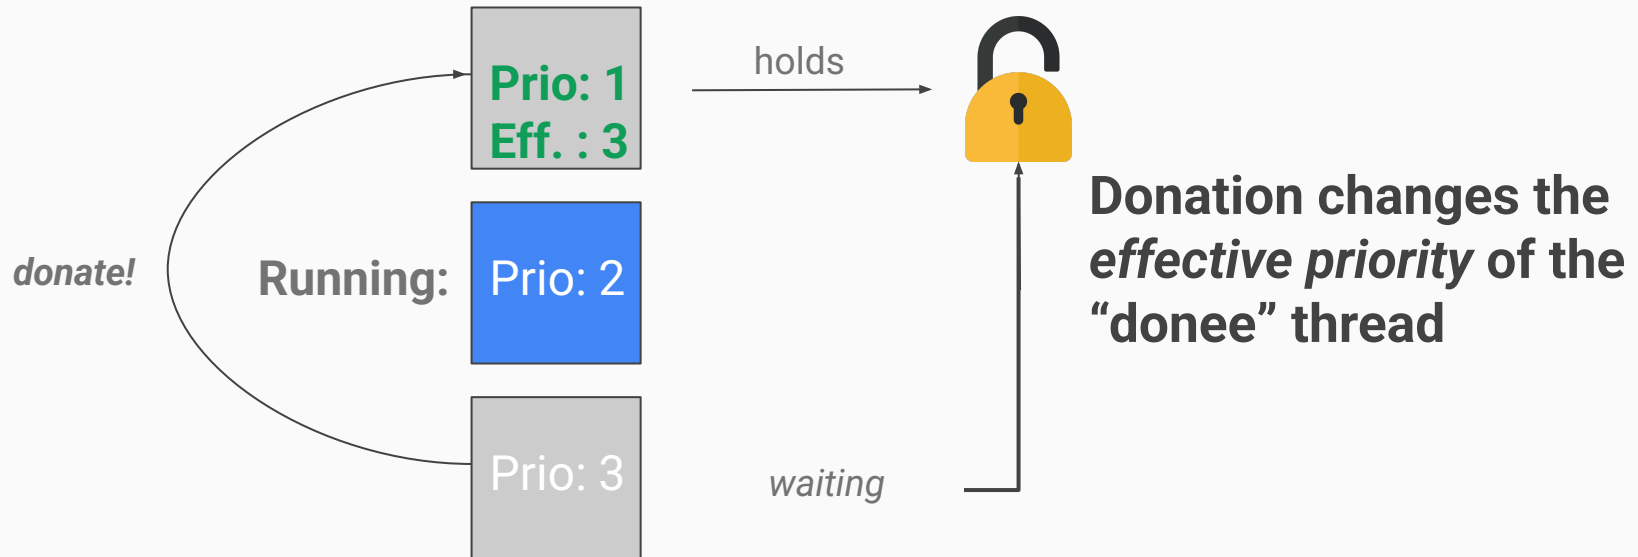 Prio: 1
Eff. : 3
holds
donate!
Running:
Prio: 2
Donation changes the
effective priority of the
“donee” thread
Prio: 3
waiting